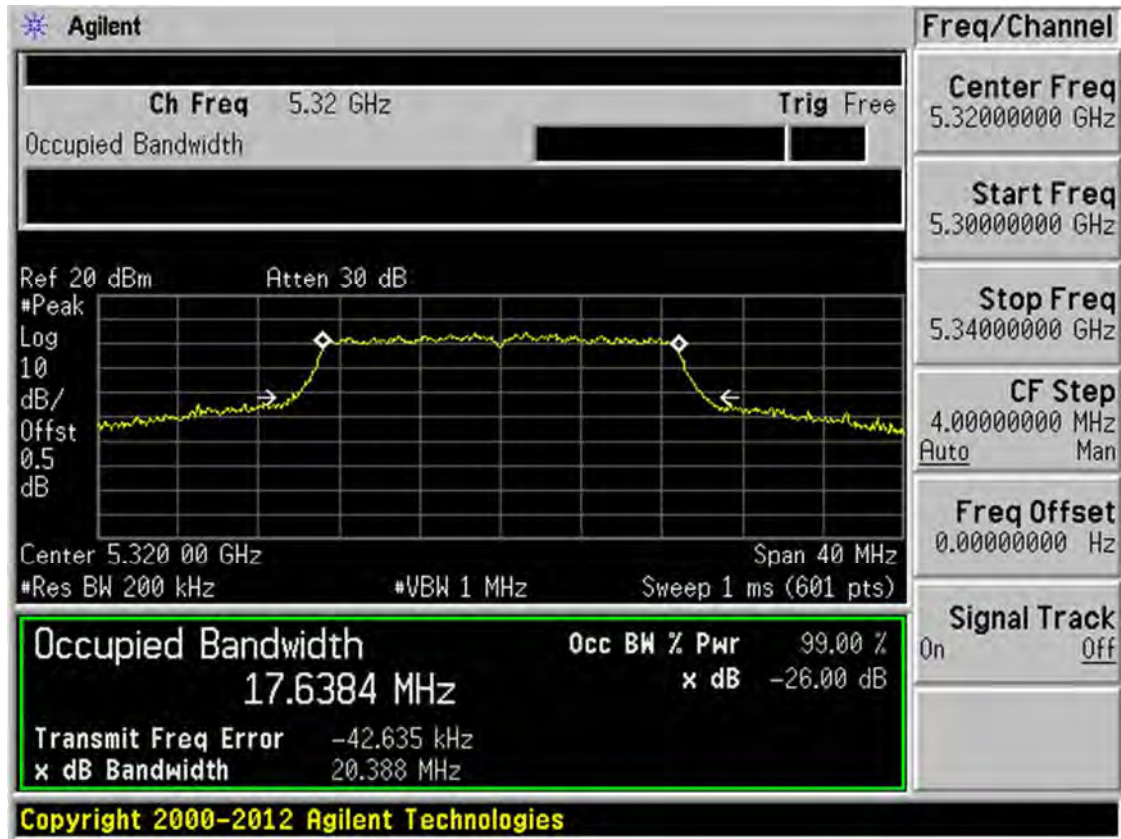 Agilent
Freq/Channel
Ch Freq 5.32 GHz Trig Free
Occupied Bandwidth
Center Freq
5.32000000 GHz
Start Freq
5.30000000 GHz
Stop Freq
5.34000000 GHz
CF Step
4.00000000 MHz
Auto Man
Freq Offset
0.00000000 Hz
Signal Track
On Off
Ref 20 dBm Atten 30 dB
#Peak
Log
10
dB/
Offst
0.5
dB
Center 5.320 00 GHz Span 40 MHz
#Res BW 200 kHz #VBW 1 MHz Sweep 1 ms (601 pts)
Occupied Bandwidth
17.6384 MHz
Occ BW % Pwr 99.00 %
x dB -26.00 dB
Transmit Freq Error -42.635 kHz
x dB Bandwidth 20.388 MHz
Copyright 2000-2012 Agilent Technologies